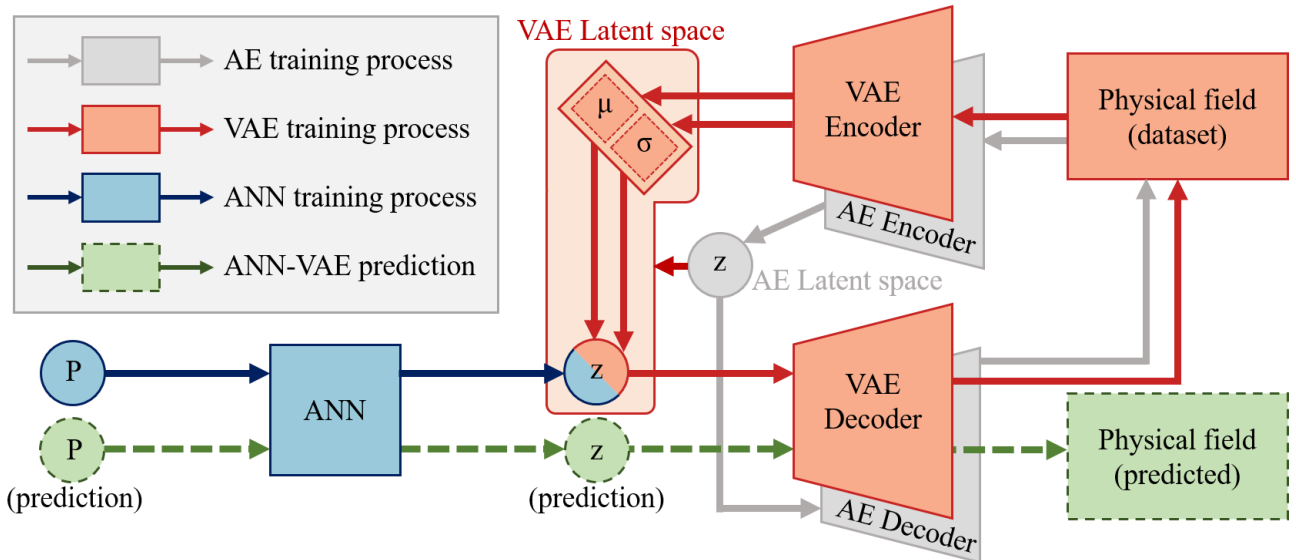 AE training process
VAE training process
ANN training process
ANN-VAE prediction
VAE Latent space
μ
σ
VAE
Encoder
AE Encoder
Physical field
(dataset)
z
AE Latent space
P
ANN
z
VAE
Decoder
AE Decoder
P
(prediction)
z
(prediction)
Physical field
(predicted)